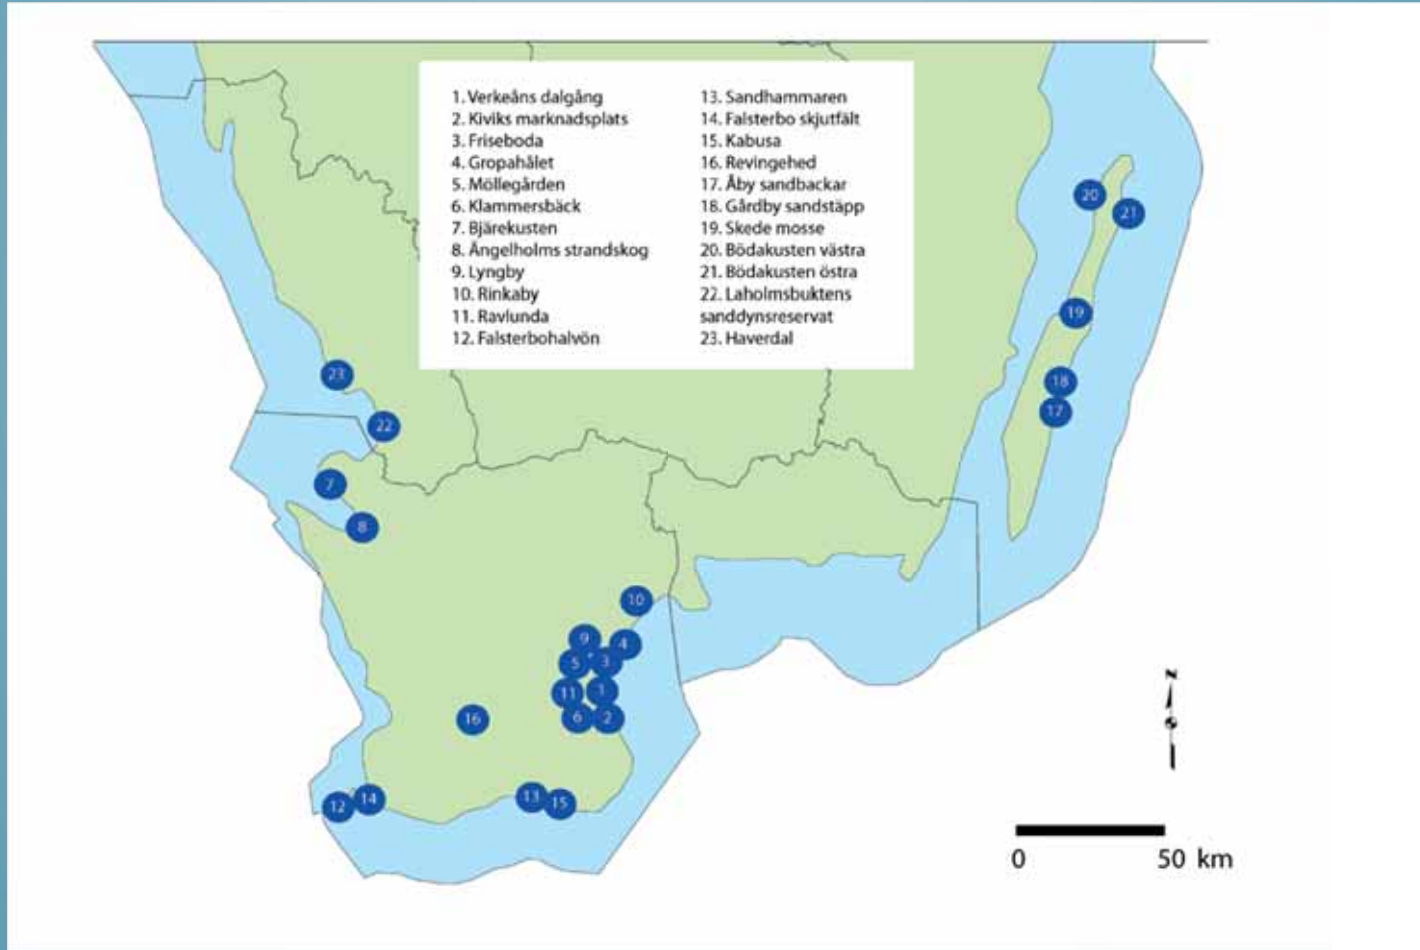 1. Verkeåns dalgång
2. Kiviks marknadsplats
3. Friseboda
4. Gropahålet
5. Möllegården
6. Klammersbäck
7. Bjärekusten
8. Ängelholms strandskog
9. Lyngby
10. Rinkaby
11. Ravlunda
12. Falsterbohalvön
13. Sandhammaren
14. Falsterbo skjutfält
15. Kabusa
16. Revingehed
17. Åby sandbackar
18. Gårdby sandstäpp
19. Skede mosse
20. Bödakusten västra
21. Bödakusten östra
22. Laholmsbuktens
sanddynsreservat
23. Haverdal
20
21
19
18
17
23
22
7
8
10
9
4
5
3
11
1
6
2
16
13
15
12
14
N
0
50 km